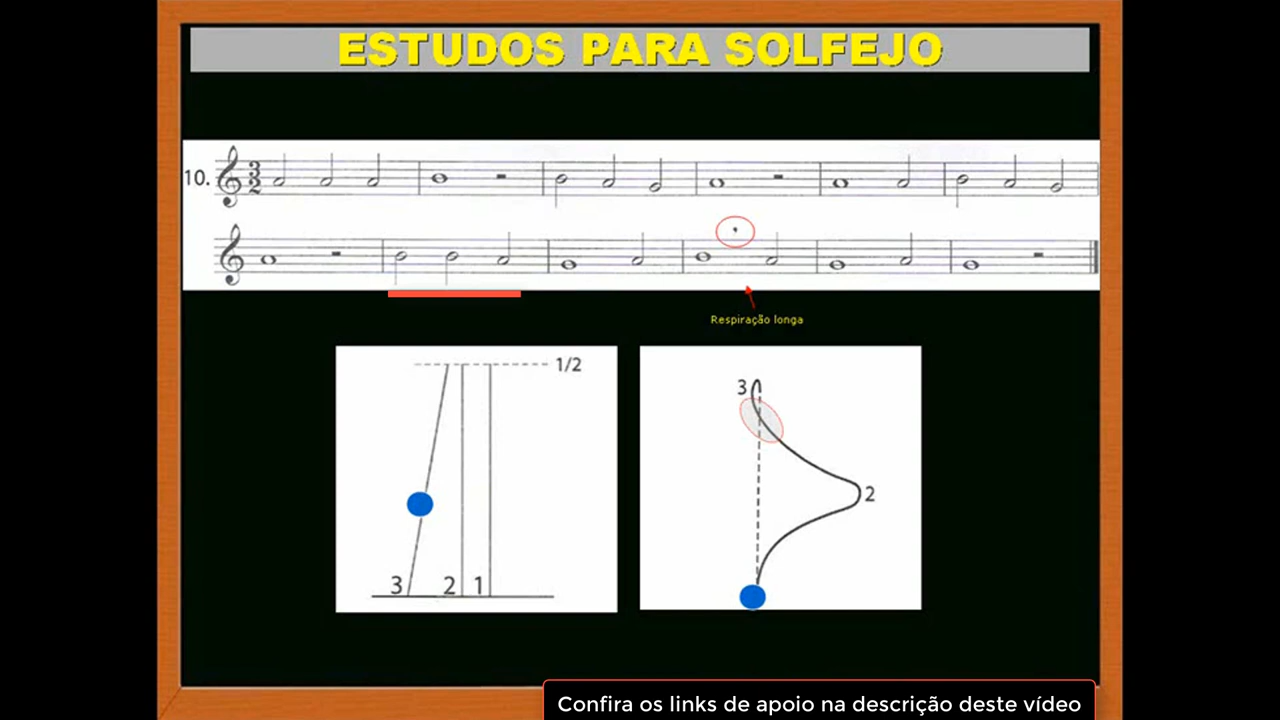 ESTUDOS PARA SOLFEJO
10.
3
2
Respiração longa
1/2
3 2 1
3
2
Confira os links de apoio na descrição deste vídeo